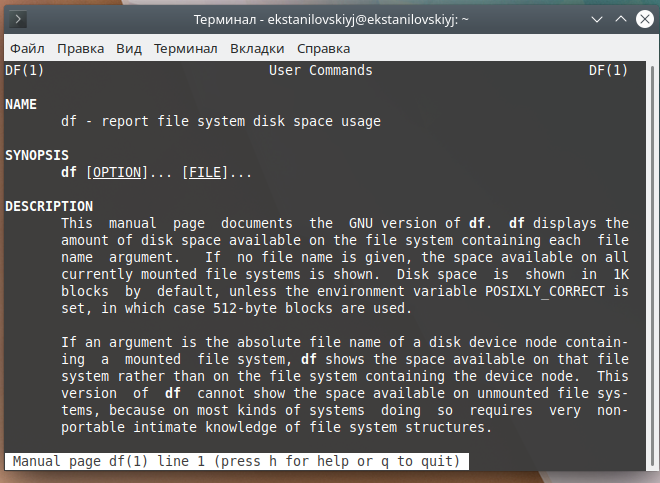 Терминал - ekstanilovskiyj@ekstanilovskiyj: ~
Файл Правка Вид Терминал Вкладки Справка
DF(1) User Commands DF(1)
NAME
df - report file system disk space usage
SYNOPSIS
df [OPTION]... [FILE]...
DESCRIPTION
This manual page documents the GNU version of df. df displays the
amount of disk space available on the file system containing each file
name argument. If no file name is given, the space available on all
currently mounted file systems is shown. Disk space is shown in 1K
blocks by default, unless the environment variable POSIXLY_CORRECT is
set, in which case 512-byte blocks are used.
If an argument is the absolute file name of a disk device node contain-
ing a mounted file system, df shows the space available on that file
system rather than on the file system containing the device node. This
version of df cannot show the space available on unmounted file sys-
tems, because on most kinds of systems doing so requires very non-
portable intimate knowledge of file system structures.
Manual page df(1) line 1 (press h for help or q to quit)